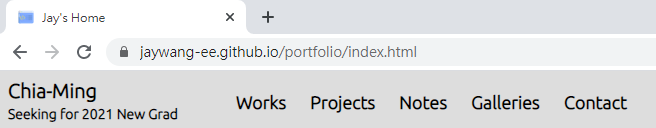 Jay's Home
jaywang-ee.github.io/portfolio/index.html
Chia-Ming
Seeking for 2021 New Grad
Works Projects Notes Galleries Contact